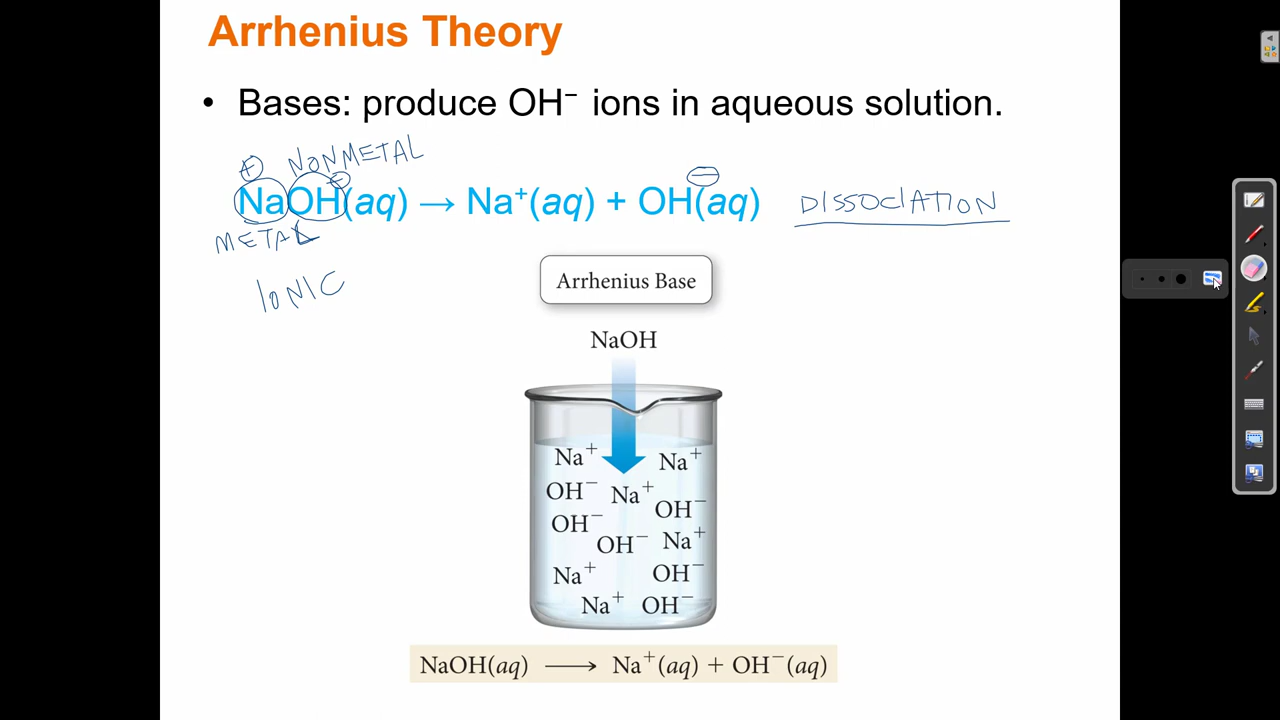 Arrhenius Theory
• Bases: produce OH⁻ ions in aqueous solution.
+ NONMETAL
NaOH(aq) → Na⁺(aq) + OH(aq) DISSOCIATION
METAL
IONIC
Arrhenius Base
NaOH
Na⁺ Na⁺
OH⁻ Na⁺
OH⁻
OH⁻
OH⁻ Na⁺
Na⁺ OH⁻
Na⁺ OH⁻
NaOH(aq) ⟶ Na⁺(aq) + OH⁻(aq)